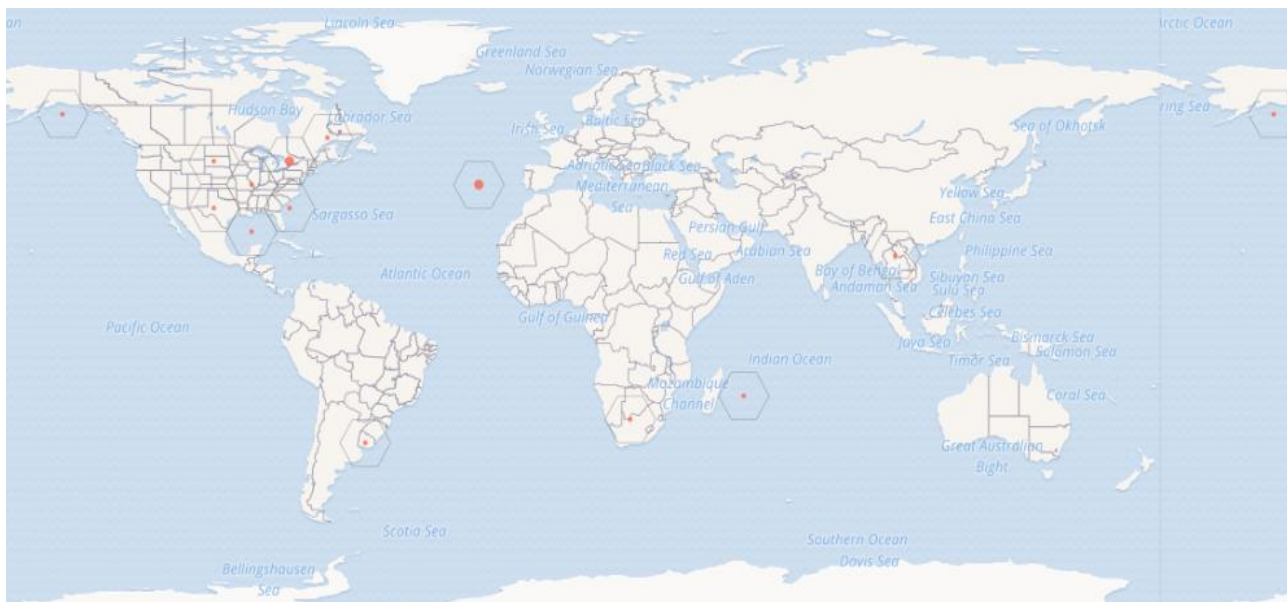 Lincoln Sea
Arctic Ocean
Greenland Sea
Norwegian Sea
Hudson Bay
Labrador Sea
Baltic Sea
Irish Sea
ring Sea
Sea of Okhotsk
Adriatic Sea
Black Sea
Mediterranean
Sea
Yellow Sea
Sargasso Sea
East China Sea
Persian Gulf
Red Sea
Arabian Sea
Philippine Sea
Atlantic Ocean
Gulf of Aden
Bay of Bengal
Andaman Sea
Sibuyan Sea
Sulu Sea
Gulf of Guinea
Celebes Sea
Pacific Ocean
Java Sea
Bismarck Sea
Solomon Sea
Indian Ocean
Timor Sea
Mozambique
Channel
Coral Sea
Great Australian
Bight
Scotia Sea
Southern Ocean
Davis Sea
Bellingshausen
Sea